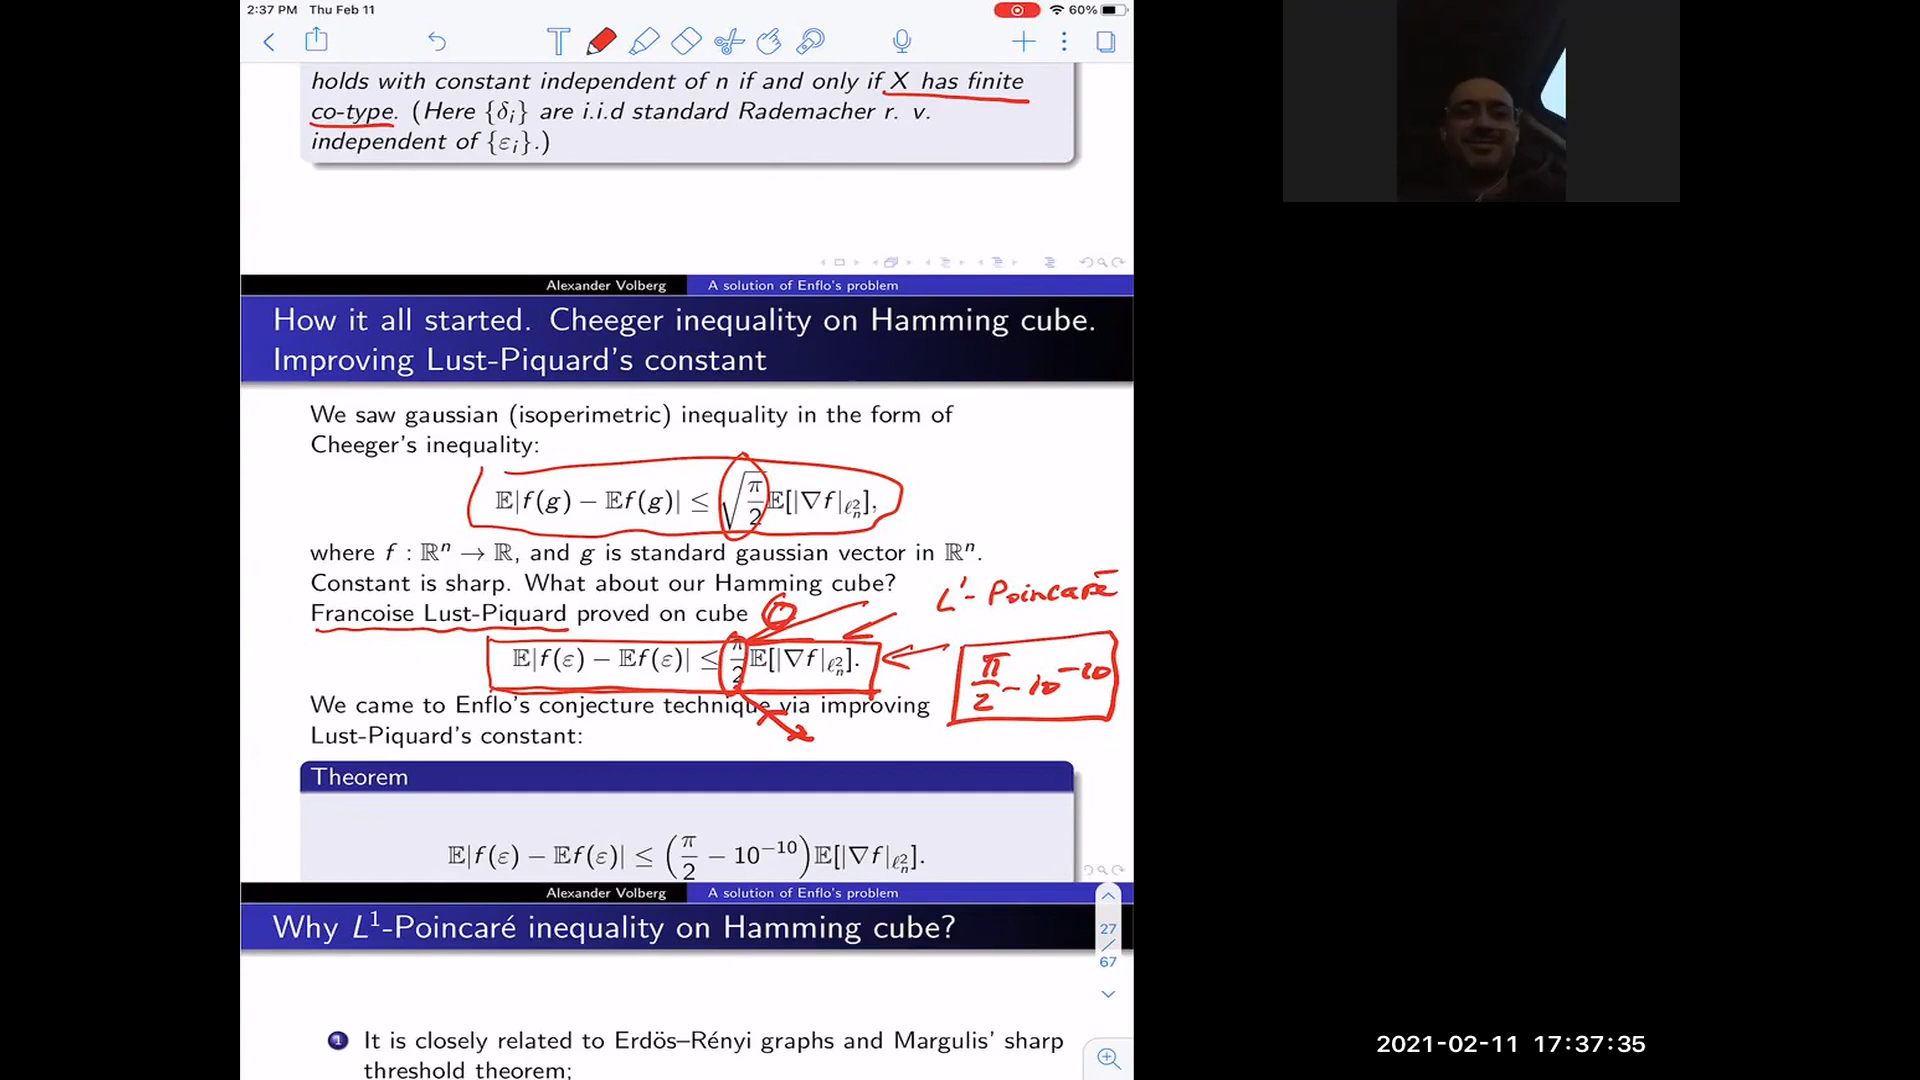 2:37 PM Thu Feb 11
60%
holds with constant independent of n if and only if X has finite
co-type. (Here {δᵢ} are i.i.d standard Rademacher r. v.
independent of {εᵢ}.)
Alexander Volberg A solution of Enflo's problem
How it all started. Cheeger inequality on Hamming cube.
Improving Lust-Piquard's constant
We saw gaussian (isoperimetric) inequality in the form of
Cheeger's inequality:
𝔼|f(g) − 𝔼f(g)| ≤ √(π/2) 𝔼[|∇f|_{ℓ²ₙ}],
where f : ℝⁿ → ℝ, and g is standard gaussian vector in ℝⁿ.
Constant is sharp. What about our Hamming cube?
L¹- Poincaré
Francoise Lust-Piquard proved on cube
𝔼|f(ε) − 𝔼f(ε)| ≤ π/2 𝔼[|∇f|_{ℓ²ₙ}].
π/2 − 10⁻¹⁰
We came to Enflo's conjecture technique via improving
Lust-Piquard's constant:
Theorem
𝔼|f(ε) − 𝔼f(ε)| ≤ (π/2 − 10⁻¹⁰) 𝔼[|∇f|_{ℓ²ₙ}].
Alexander Volberg A solution of Enflo's problem
Why L¹-Poincaré inequality on Hamming cube?
27
/
67
1 It is closely related to Erdös–Rényi graphs and Margulis' sharp
threshold theorem;
2021-02-11 17:37:35